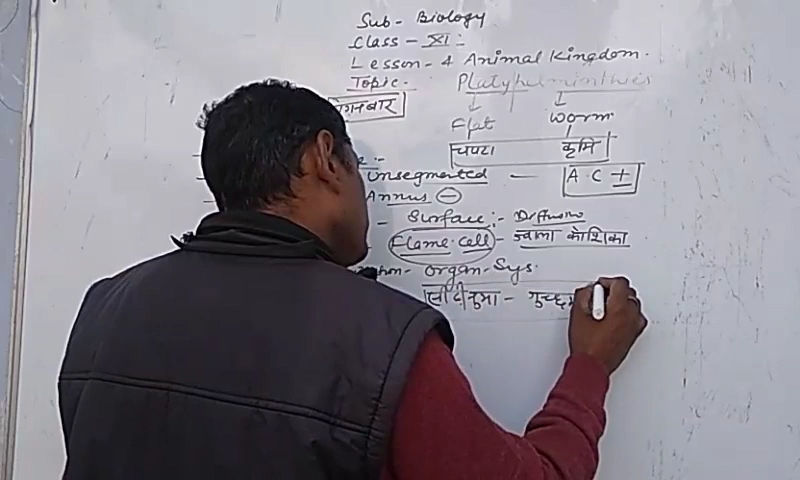 Sub- Biology
Class - XI :
Lesson - 4 Animal Kingdom.
Topic. Platyhelminthes
Flat worm
चपटा कृमि
Unsegmented - A.C ±
Annus ⊖
Surface:- Diffusion
Flame.cell - ज्वाला कोशिका
organ-Sys.